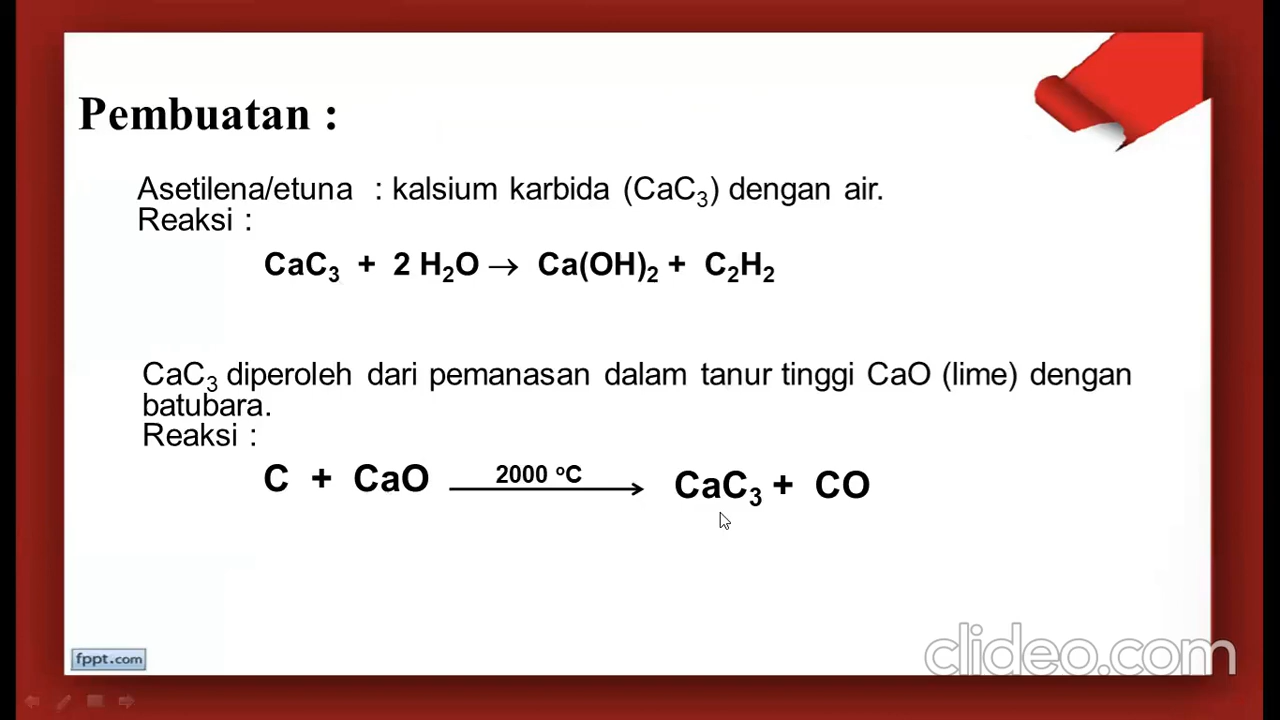 Pembuatan :
Asetilena/etuna : kalsium karbida (CaC₃) dengan air.
Reaksi :
CaC₃ + 2 H₂O → Ca(OH)₂ + C₂H₂
CaC₃ diperoleh dari pemanasan dalam tanur tinggi CaO (lime) dengan
batubara.
Reaksi :
C + CaO 2000 ºC → CaC₃ + CO
fppt.com
clideo.com